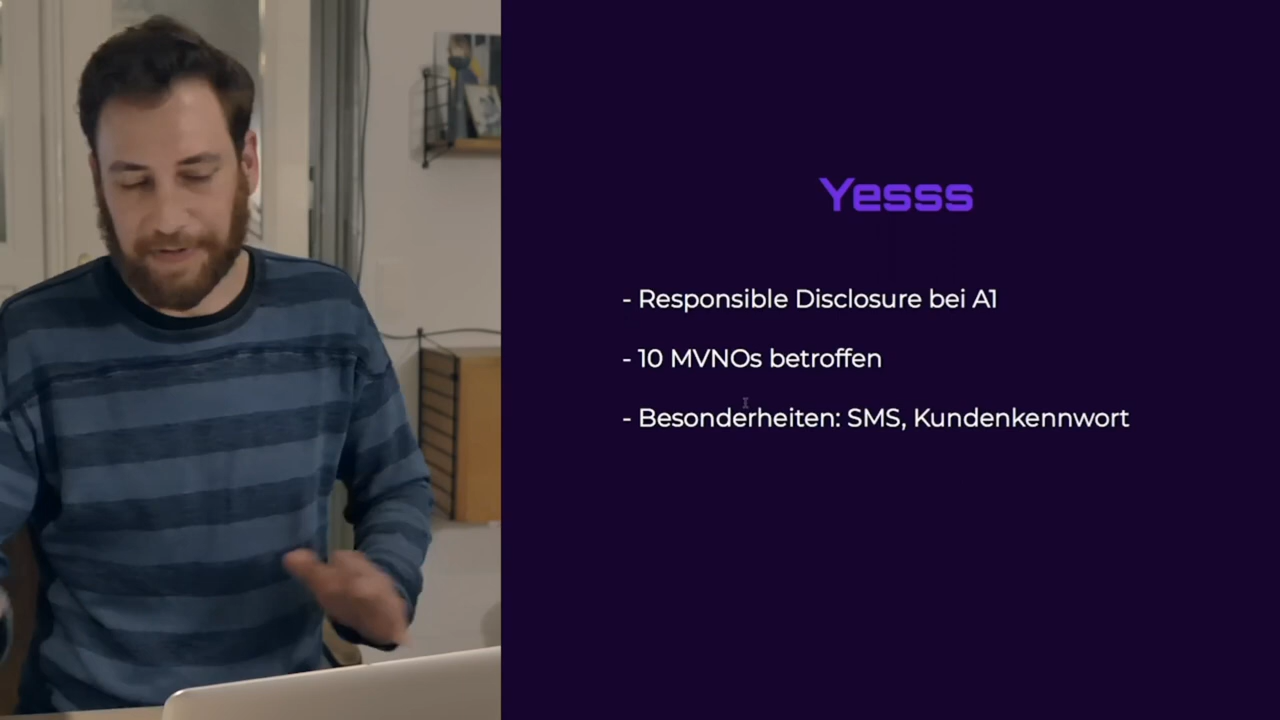 Yesss
- Responsible Disclosure bei A1
- 10 MVNOs betroffen
- Besonderheiten: SMS, Kundenkennwort